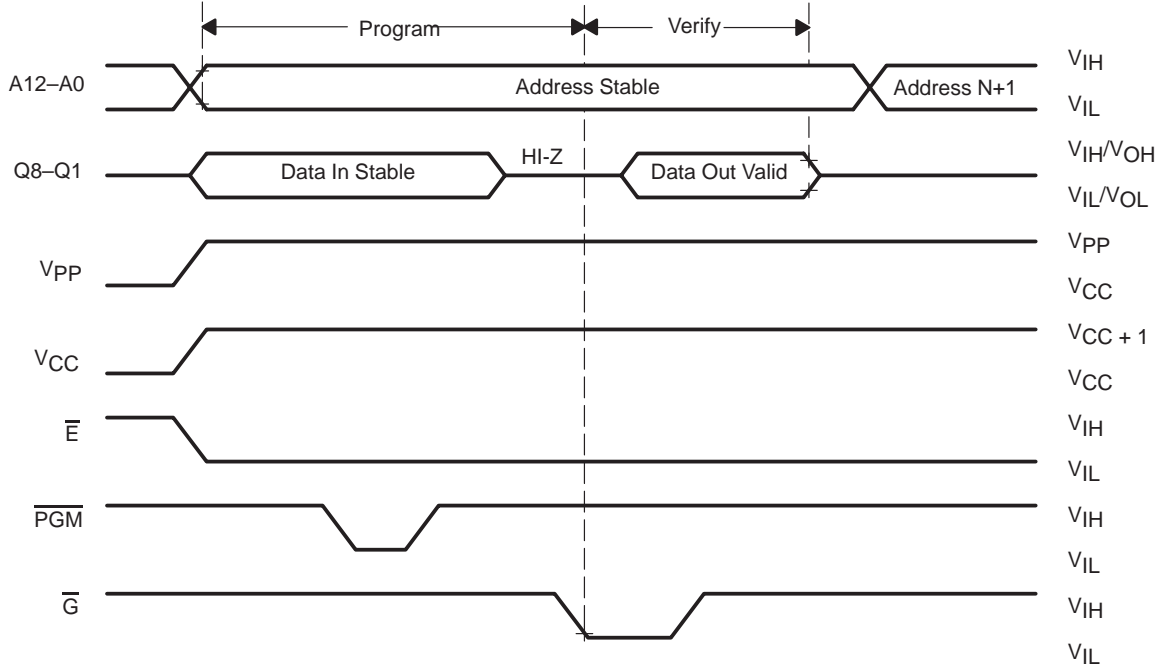 Program
Verify
A12–A0
Address Stable
Address N+1
VIH
VIL
Q8–Q1
Data In Stable
HI-Z
Data Out Valid
VIH/VOH
VIL/VOL
VPP
VPP
VCC
VCC
VCC + 1
VCC
E
VIH
VIL
PGM
VIH
VIL
G
VIH
VIL